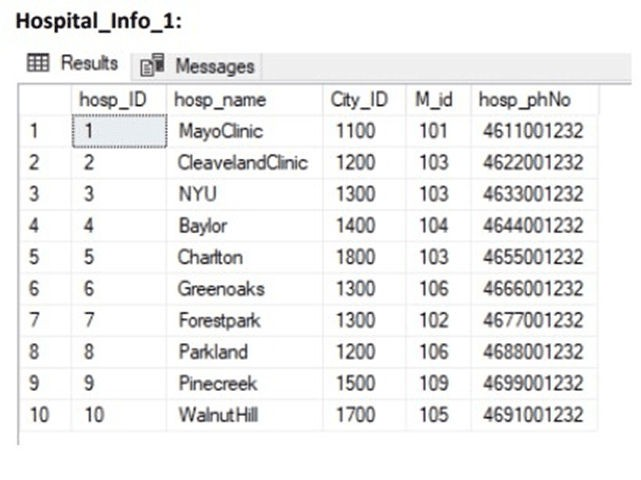 Hospital_Info_1:
Results Messages
hosp_ID hosp_name City_ID M_id hosp_phNo
1 1 MayoClinic 1100 101 4611001232
2 2 CleavelandClinic 1200 103 4622001232
3 3 NYU 1300 103 4633001232
4 4 Baylor 1400 104 4644001232
5 5 Charlton 1800 103 4655001232
6 6 Greenoaks 1300 106 4666001232
7 7 Forestpark 1300 102 4677001232
8 8 Parkland 1200 106 4688001232
9 9 Pinecreek 1500 109 4699001232
10 10 WalnutHill 1700 105 4691001232